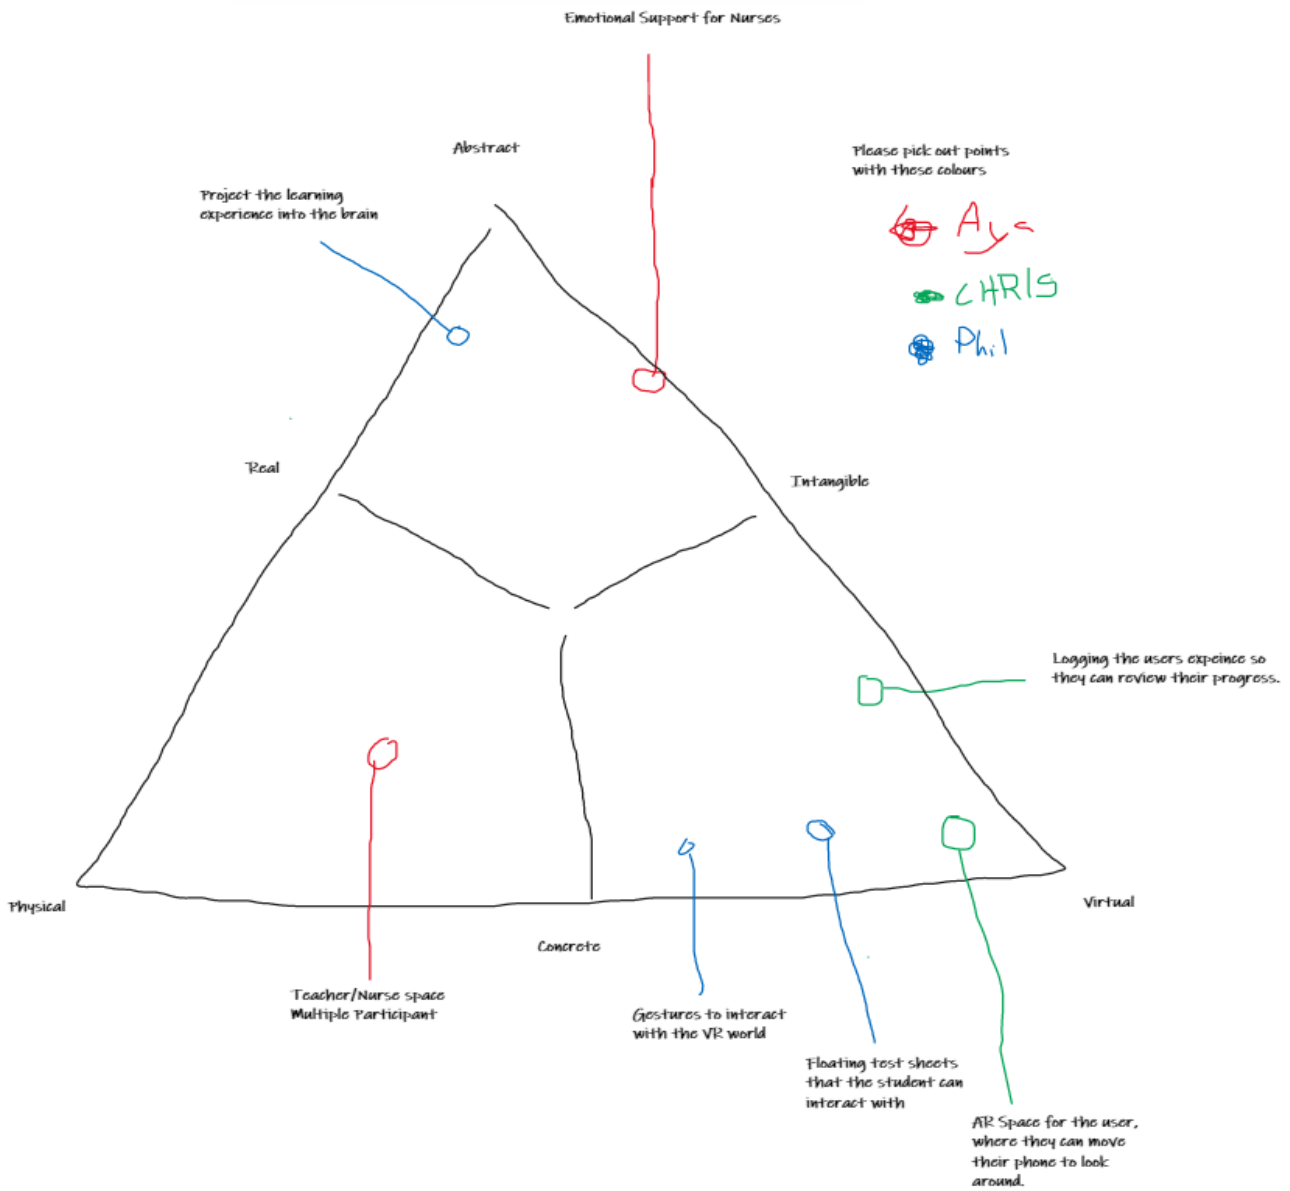 Emotional Support for Nurses
Abstract
Please pick out points
with these colours
Project the learning
experience into the brain
Aya
CHRIS
Phil
Real
Intangible
Logging the users expeince so
they can review their progress.
Physical
Virtual
Concrete
Teacher/Nurse space
Multiple Participant
Gestures to interact
with the VR world
Floating test sheets
that the student can
interact with
AR Space for the user,
where they can move
their phone to look
around.